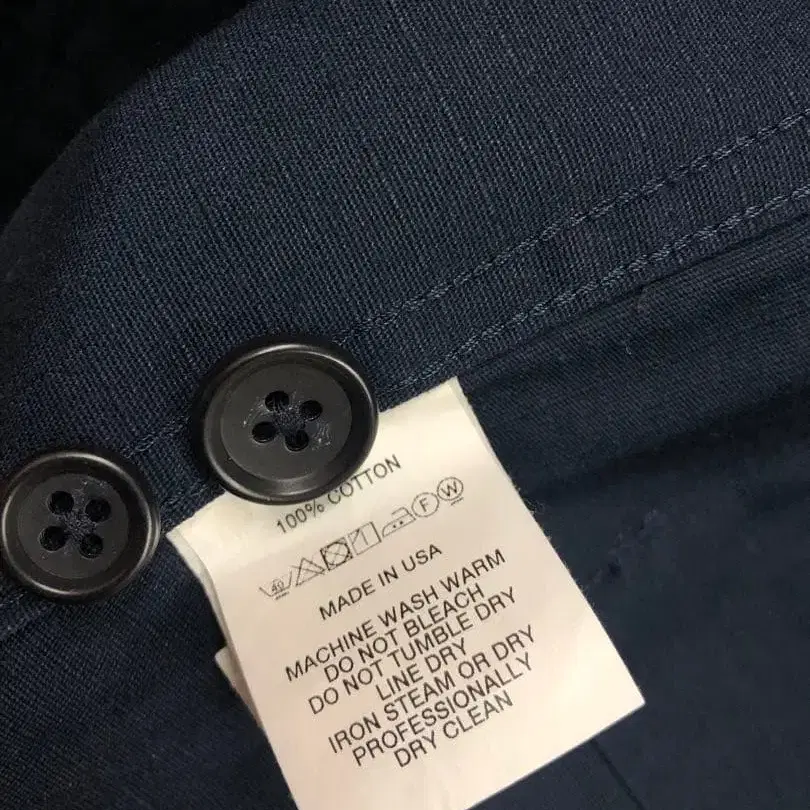 100% COTTON
40 F W
MADE IN USA
MACHINE WASH WARM
DO NOT BLEACH
DO NOT TUMBLE DRY
LINE DRY
IRON STEAM OR DRY
PROFESSIONALLY
DRY CLEAN